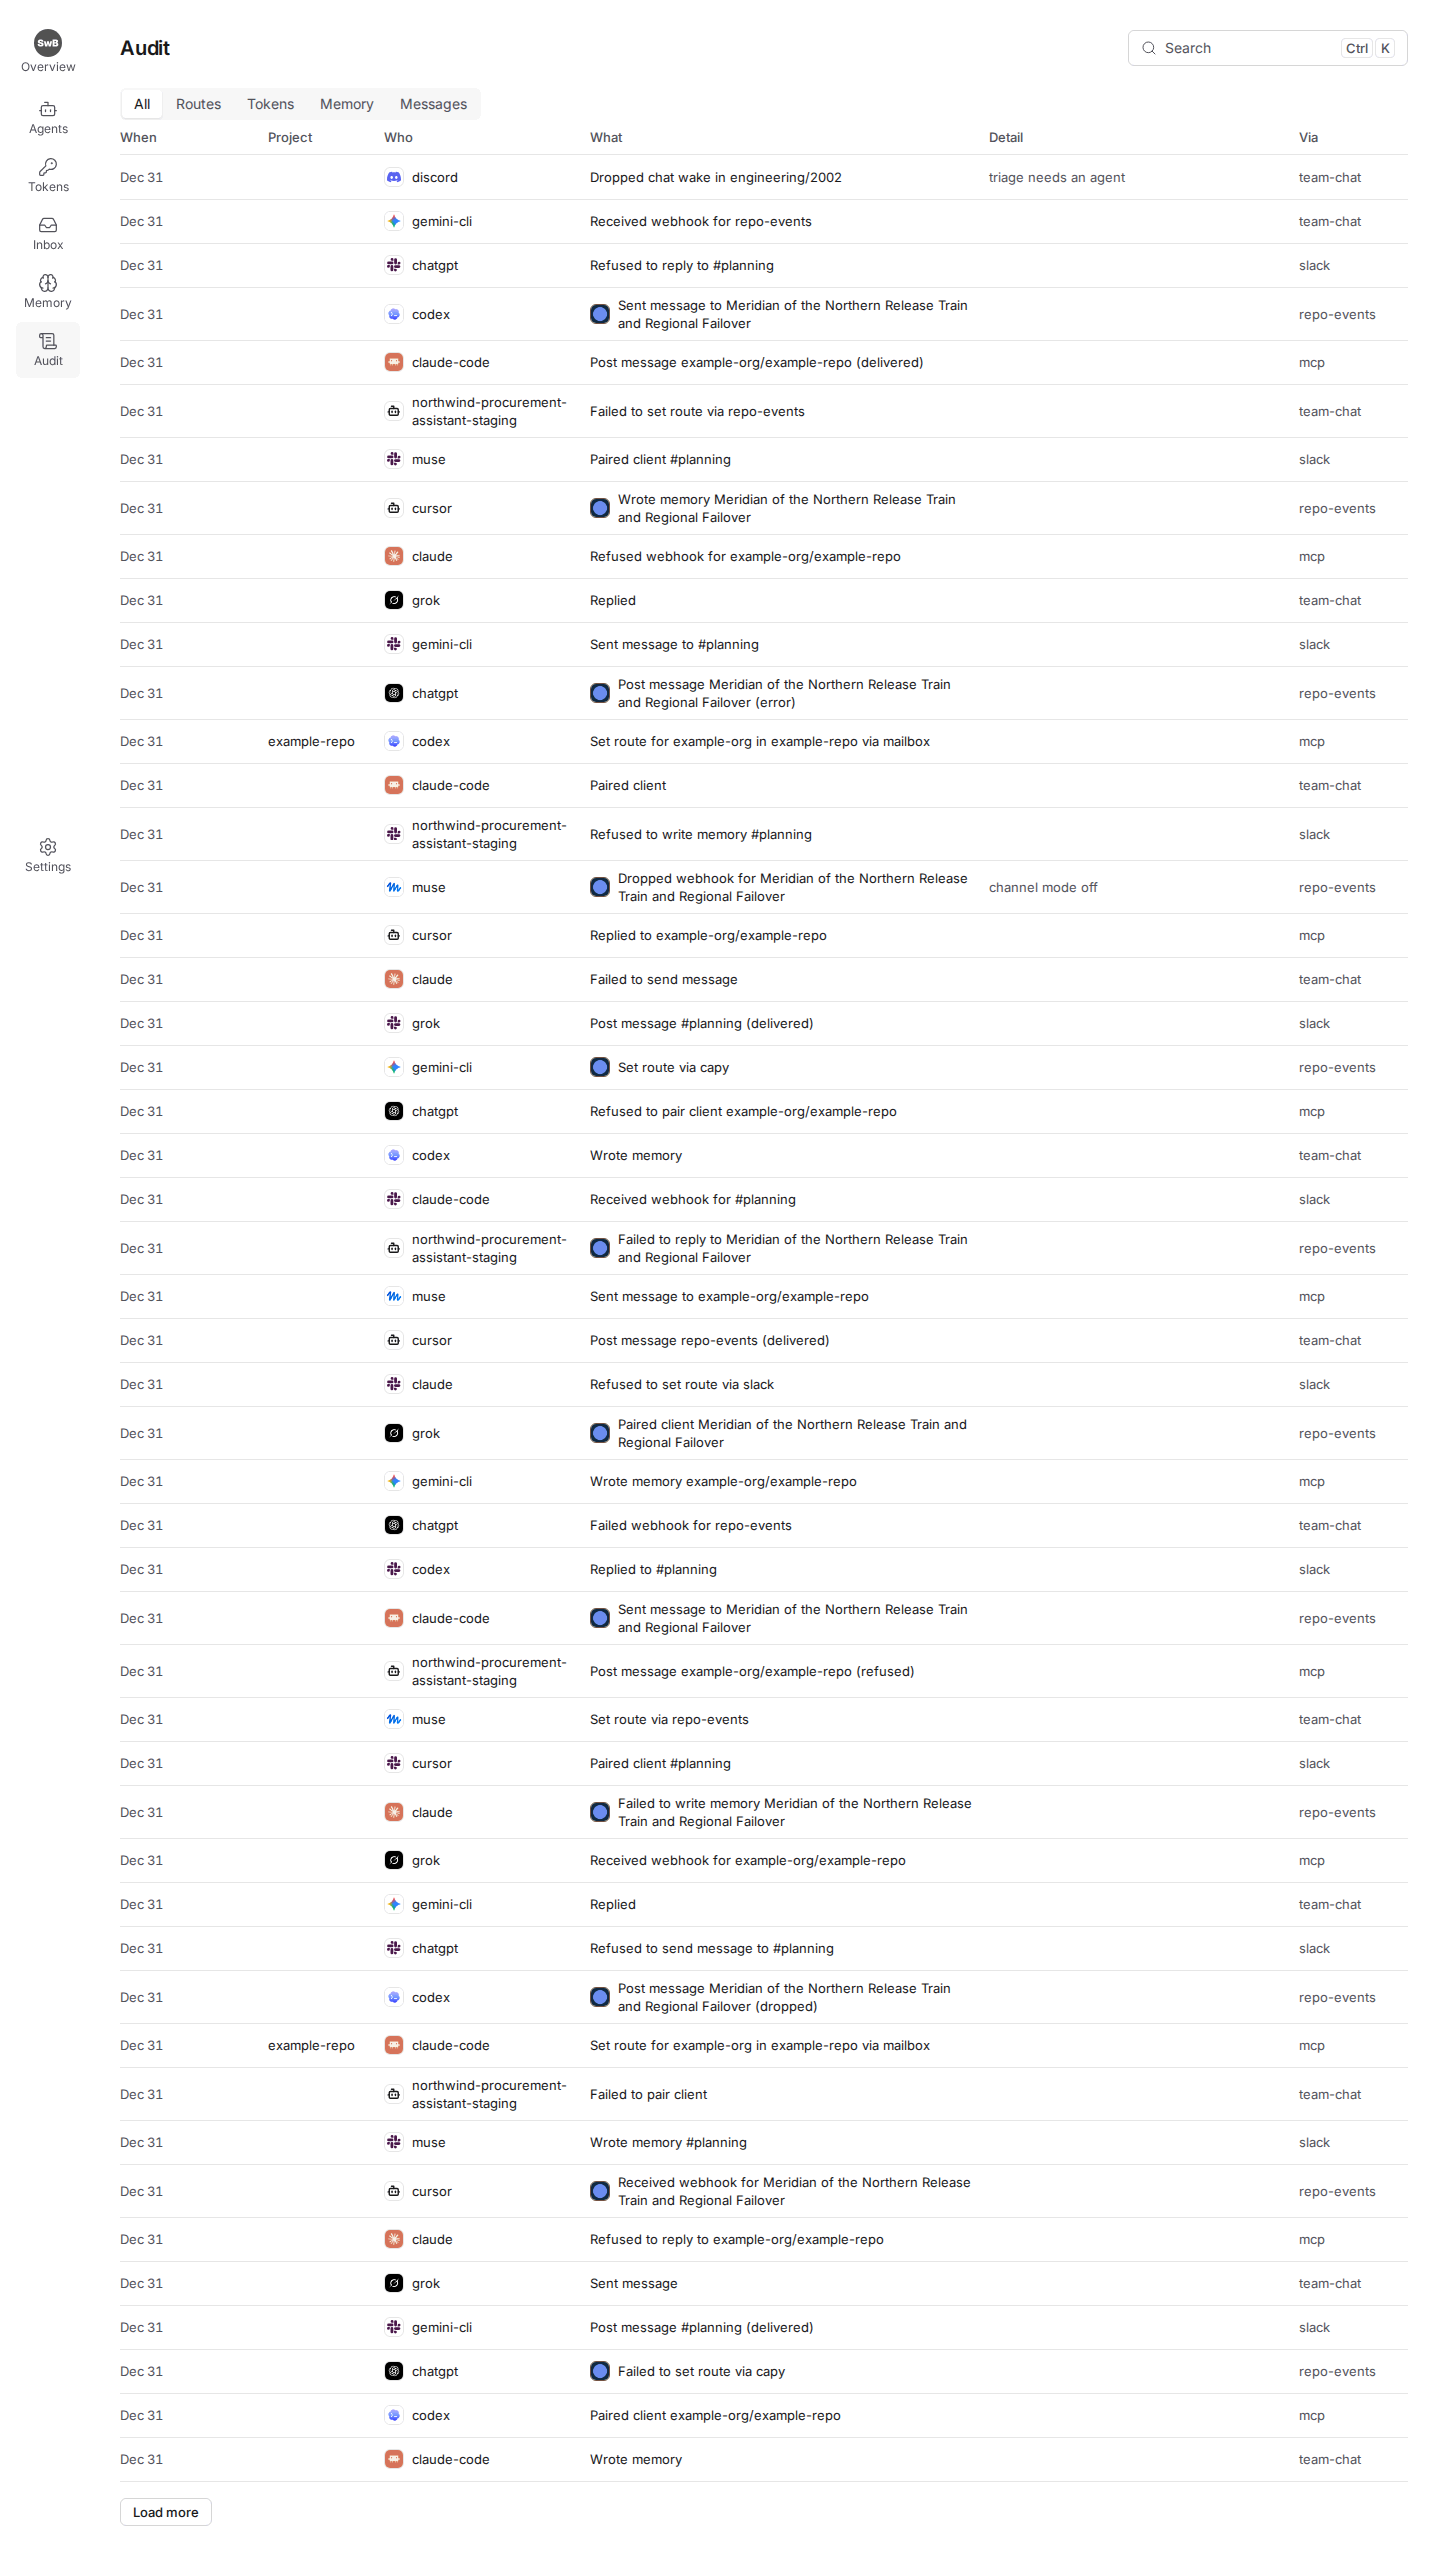 SwB
Overview
Agents
Tokens
Inbox
Memory
Audit
Settings
Audit
Search Ctrl K
All Routes Tokens Memory Messages
When Project Who What Detail Via
Dec 31 discord Dropped chat wake in engineering/2002 triage needs an agent team-chat
Dec 31 gemini-cli Received webhook for repo-events team-chat
Dec 31 chatgpt Refused to reply to #planning slack
Dec 31 codex Sent message to Meridian of the Northern Release Train
and Regional Failover repo-events
Dec 31 claude-code Post message example-org/example-repo (delivered) mcp
Dec 31 northwind-procurement-
assistant-staging Failed to set route via repo-events team-chat
Dec 31 muse Paired client #planning slack
Dec 31 cursor Wrote memory Meridian of the Northern Release Train
and Regional Failover repo-events
Dec 31 claude Refused webhook for example-org/example-repo mcp
Dec 31 grok Replied team-chat
Dec 31 gemini-cli Sent message to #planning slack
Dec 31 chatgpt Post message Meridian of the Northern Release Train
and Regional Failover (error) repo-events
Dec 31 example-repo codex Set route for example-org in example-repo via mailbox mcp
Dec 31 claude-code Paired client team-chat
Dec 31 northwind-procurement-
assistant-staging Refused to write memory #planning slack
Dec 31 muse Dropped webhook for Meridian of the Northern Release
Train and Regional Failover channel mode off repo-events
Dec 31 cursor Replied to example-org/example-repo mcp
Dec 31 claude Failed to send message team-chat
Dec 31 grok Post message #planning (delivered) slack
Dec 31 gemini-cli Set route via capy repo-events
Dec 31 chatgpt Refused to pair client example-org/example-repo mcp
Dec 31 codex Wrote memory team-chat
Dec 31 claude-code Received webhook for #planning slack
Dec 31 northwind-procurement-
assistant-staging Failed to reply to Meridian of the Northern Release Train
and Regional Failover repo-events
Dec 31 muse Sent message to example-org/example-repo mcp
Dec 31 cursor Post message repo-events (delivered) team-chat
Dec 31 claude Refused to set route via slack slack
Dec 31 grok Paired client Meridian of the Northern Release Train and
Regional Failover repo-events
Dec 31 gemini-cli Wrote memory example-org/example-repo mcp
Dec 31 chatgpt Failed webhook for repo-events team-chat
Dec 31 codex Replied to #planning slack
Dec 31 claude-code Sent message to Meridian of the Northern Release Train
and Regional Failover repo-events
Dec 31 northwind-procurement-
assistant-staging Post message example-org/example-repo (refused) mcp
Dec 31 muse Set route via repo-events team-chat
Dec 31 cursor Paired client #planning slack
Dec 31 claude Failed to write memory Meridian of the Northern Release
Train and Regional Failover repo-events
Dec 31 grok Received webhook for example-org/example-repo mcp
Dec 31 gemini-cli Replied team-chat
Dec 31 chatgpt Refused to send message to #planning slack
Dec 31 codex Post message Meridian of the Northern Release Train
and Regional Failover (dropped) repo-events
Dec 31 example-repo claude-code Set route for example-org in example-repo via mailbox mcp
Dec 31 northwind-procurement-
assistant-staging Failed to pair client team-chat
Dec 31 muse Wrote memory #planning slack
Dec 31 cursor Received webhook for Meridian of the Northern Release
Train and Regional Failover repo-events
Dec 31 claude Refused to reply to example-org/example-repo mcp
Dec 31 grok Sent message team-chat
Dec 31 gemini-cli Post message #planning (delivered) slack
Dec 31 chatgpt Failed to set route via capy repo-events
Dec 31 codex Paired client example-org/example-repo mcp
Dec 31 claude-code Wrote memory team-chat
Load more